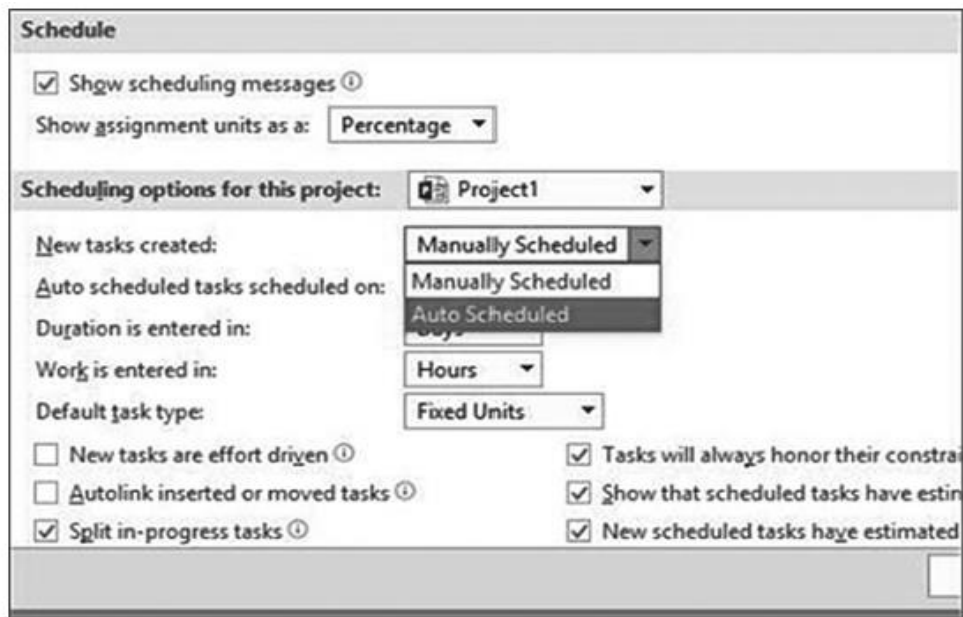 Schedule
Show scheduling messages
Show assignment units as a: Percentage
Scheduling options for this project: Project1
New tasks created: Manually Scheduled
Manually Scheduled
Auto scheduled tasks scheduled on:
Auto Scheduled
Duration is entered in: Days
Work is entered in: Hours
Default task type: Fixed Units
New tasks are effort driven
Tasks will always honor their constrai
Autolink inserted or moved tasks
Show that scheduled tasks have estin
Split in-progress tasks
New scheduled tasks have estimated